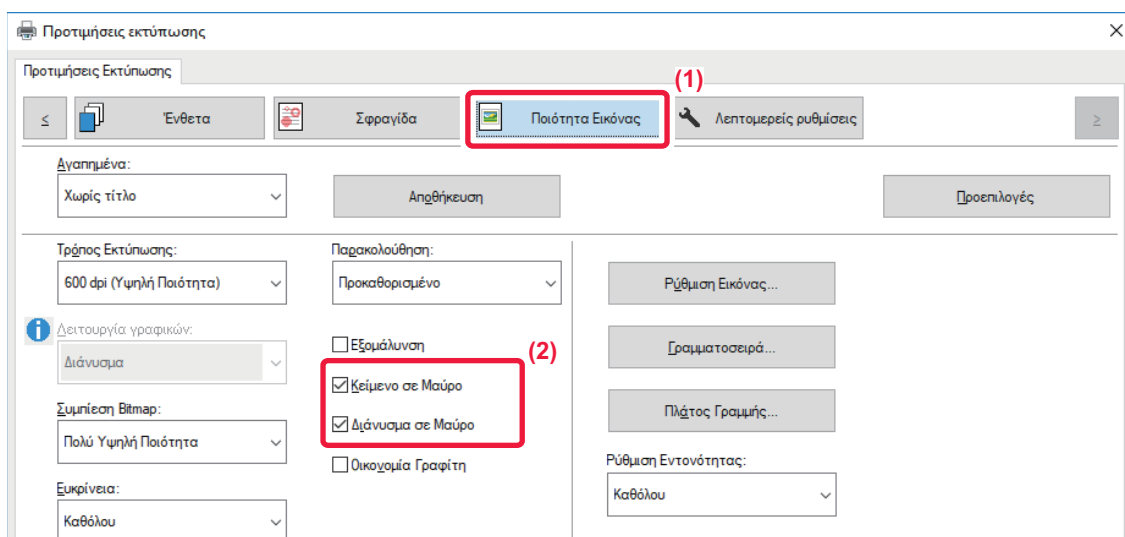 Προτιμήσεις εκτύπωσης
Προτιμήσεις Εκτύπωσης
(1)
< Ένθετα Σφραγίδα Ποιότητα Εικόνας Λεπτομερείς ρυθμίσεις >
Αγαπημένα:
Χωρίς τίτλο Αποθήκευση Προεπιλογές
Τρόπος Εκτύπωσης: Παρακολούθηση:
600 dpi (Υψηλή Ποιότητα) Προκαθορισμένο Ρύθμιση Εικόνας...
Λειτουργία γραφικών:
Διάνυσμα Εξομάλυνση (2) Γραμματοσειρά...
Κείμενο σε Μαύρο
Συμπίεση Bitmap: Διάνυσμα σε Μαύρο Πλάτος Γραμμής...
Πολύ Υψηλή Ποιότητα
Οικονομία Γραφίτη Ρύθμιση Εντονότητας:
Ευκρίνεια: Καθόλου
Καθόλου